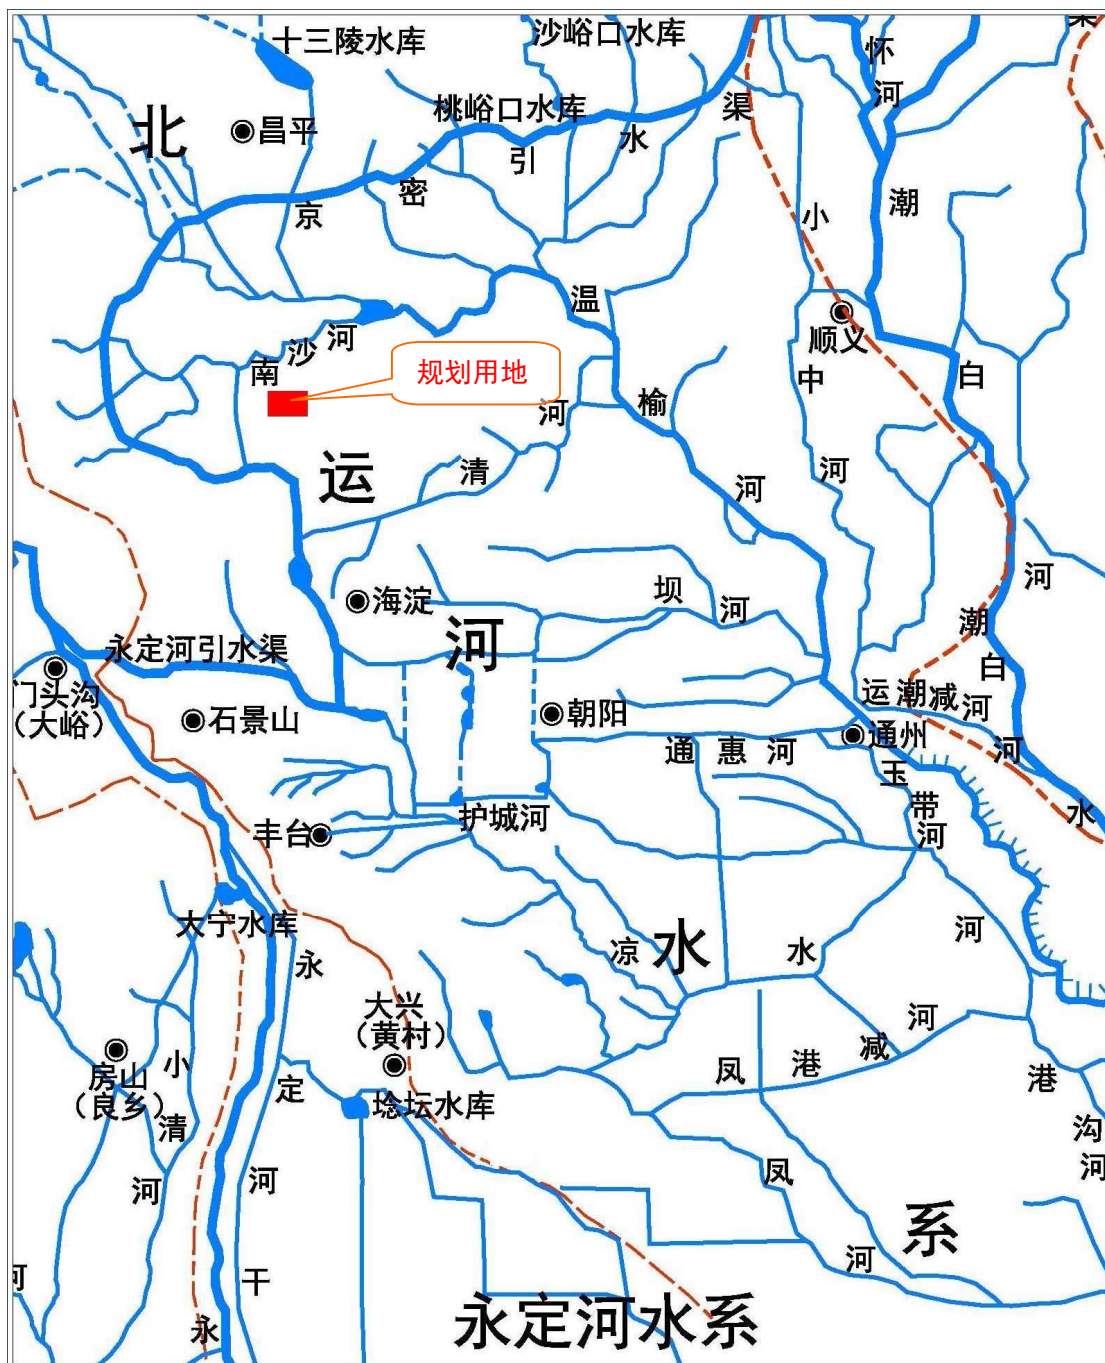 十三陵水库
沙峪口水库
渠
怀河
北
昌平
桃峪口水库
京密引水渠
潮白河
小中河
顺义
温榆河
南沙河
规划用地
运
清河
海淀
坝河
河
永定河引水渠
门头沟
（大峪）
石景山
朝阳
通惠河
运潮减河
潮白河
通州
玉带河
丰台
护城河
水
大宁水库
凉水河
水
永定河干
大兴
（黄村）
房山
（良乡）
小清河
埝坛水库
凤港减河
港沟河
凤河
系
河
永
永定河水系